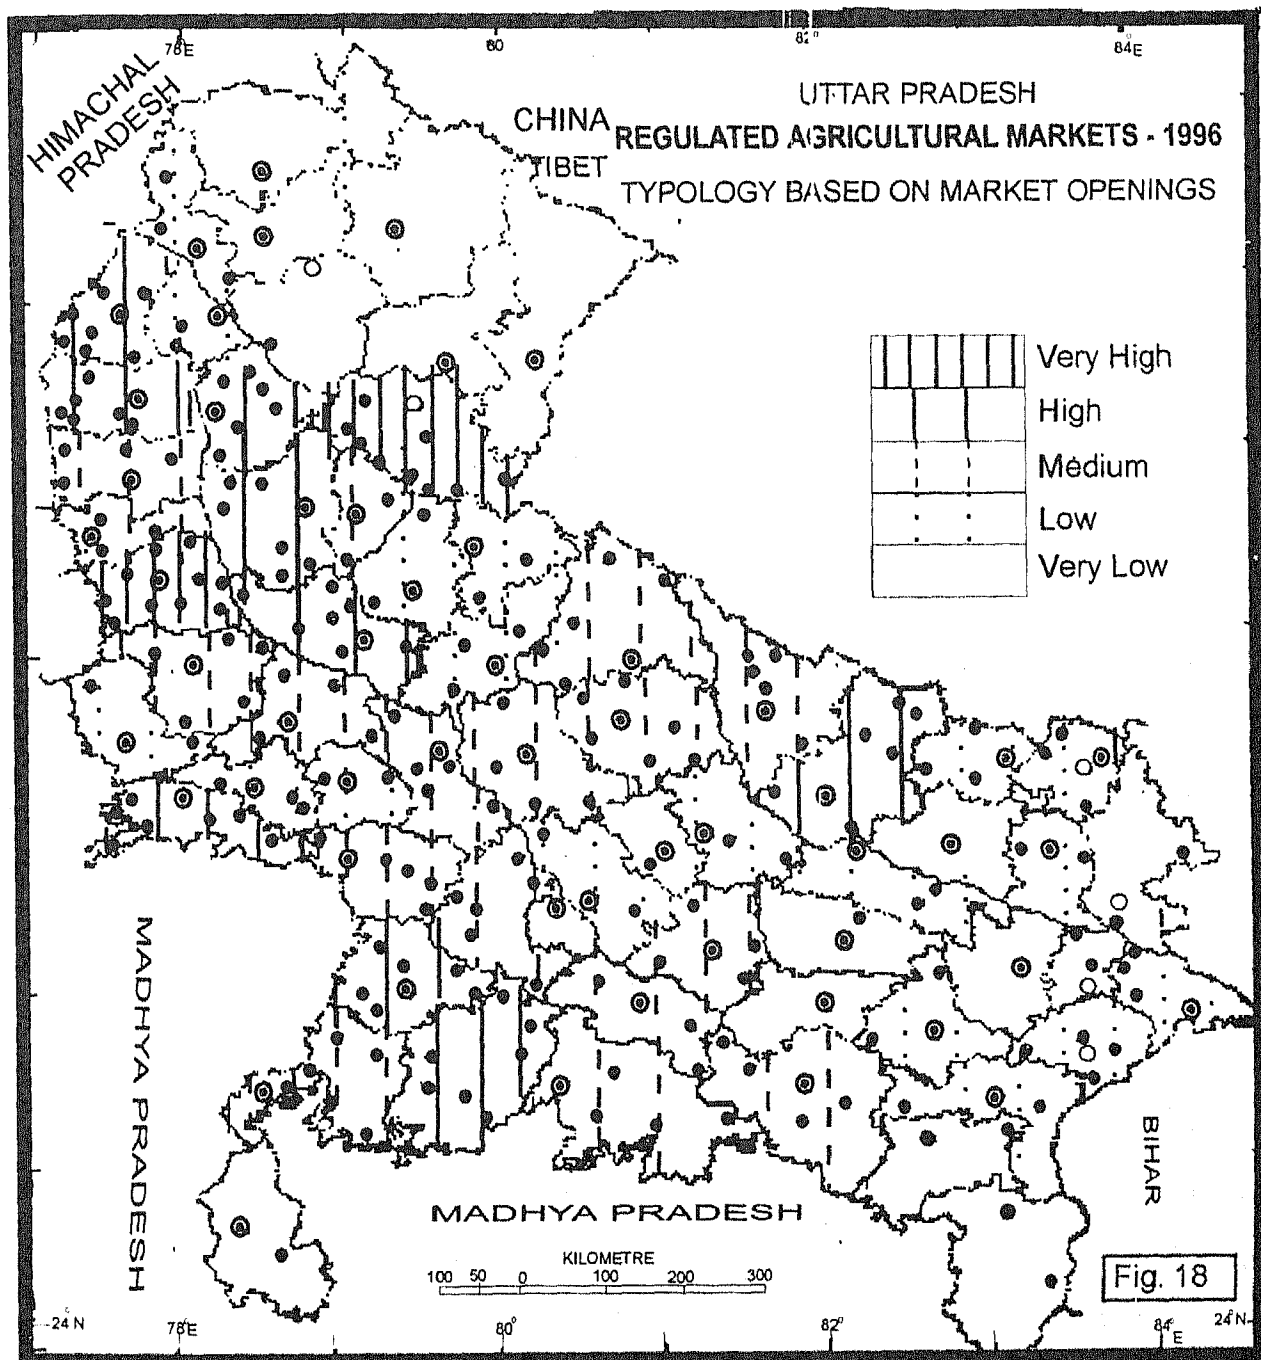 78°E 80 82° 84E
HIMACHAL
PRADESH
CHINA
TIBET
UTTAR PRADESH
REGULATED AGRICULTURAL MARKETS - 1996
TYPOLOGY BASED ON MARKET OPENINGS
Very High
High
Medium
Low
Very Low
MADHYA PRADESH
MADHYA PRADESH
BIHAR
KILOMETRE
100 50 0 100 200 300
Fig. 18
24°N 24°N
78°E 80° 82° 84°E